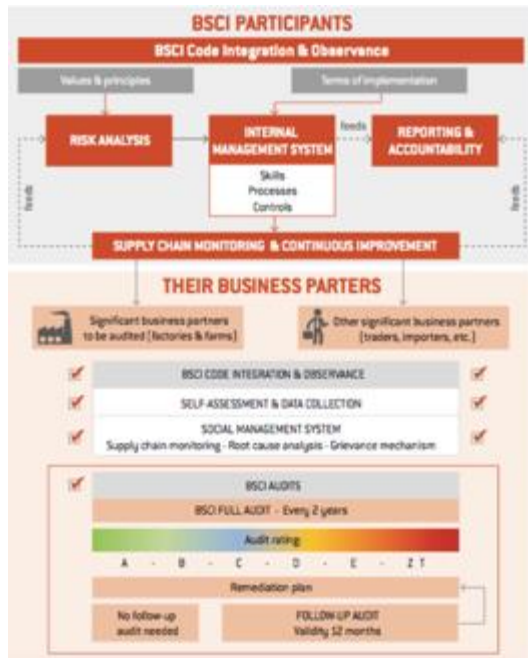 BSCI PARTICIPANTS
BSCI Code Integration & Observance
Values & principles
Terms of implementation
RISK ANALYSIS
INTERNAL
MANAGEMENT SYSTEM
feeds
REPORTING &
ACCOUNTABILITY
Skills
Processes
Controls
feeds
feeds
SUPPLY CHAIN MONITORING & CONTINUOUS IMPROVEMENT
THEIR BUSINESS PARTERS
Significant business partners
to be audited (factories & farms)
Other significant business partners
(traders, importers, etc.)
BSCI CODE INTEGRATION & OBSERVANCE
SELF-ASSESSMENT & DATA COLLECTION
SOCIAL MANAGEMENT SYSTEM
Supply chain monitoring - Root cause analysis - Grievance mechanism
BSCI AUDITS
BSCI FULL AUDIT - Every 2 years
Audit rating:
A - B - C - D - E - Z T
Remediation plan
No follow-up
audit needed
FOLLOW-UP AUDIT
Validity 12 months